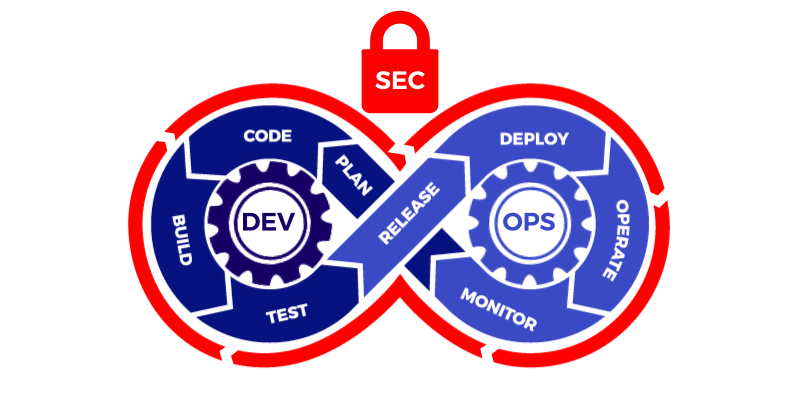 SEC
CODE
PLAN
DEPLOY
BUILD
DEV
RELEASE
OPS
OPERATE
TEST
MONITOR